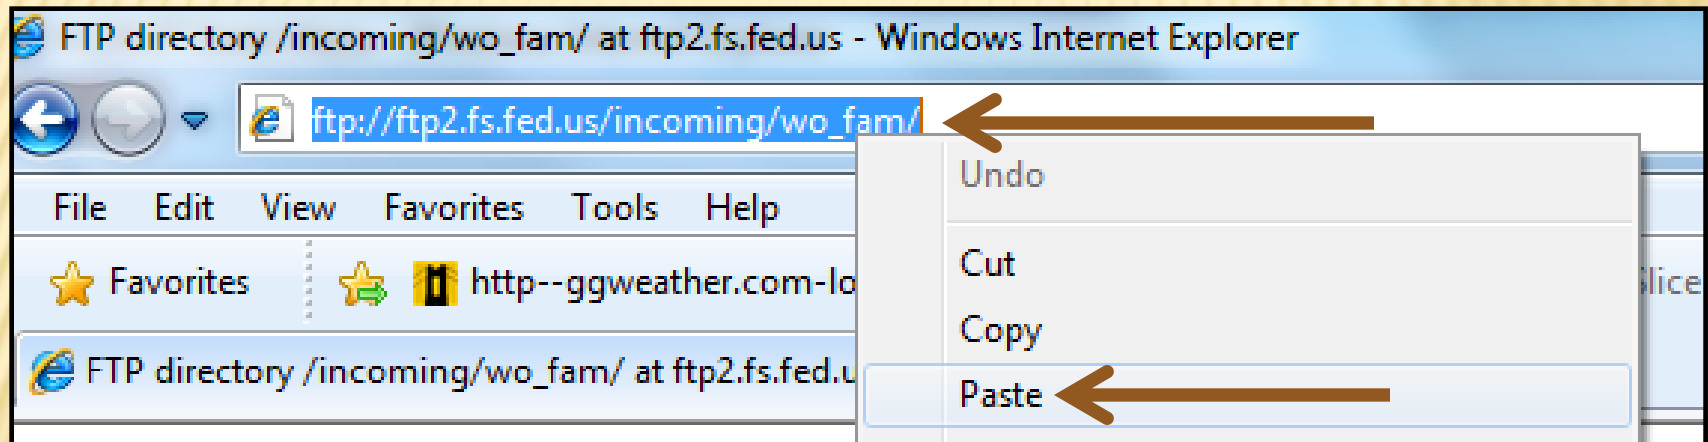 FTP directory /incoming/wo_fam/ at ftp2.fs.fed.us - Windows Internet Explorer
ftp://ftp2.fs.fed.us/incoming/wo_fam/
Undo
File Edit View Favorites Tools Help
Cut
Favorites http--ggweather.com-lo
Copy
FTP directory /incoming/wo_fam/ at ftp2.fs.fed.u
Paste